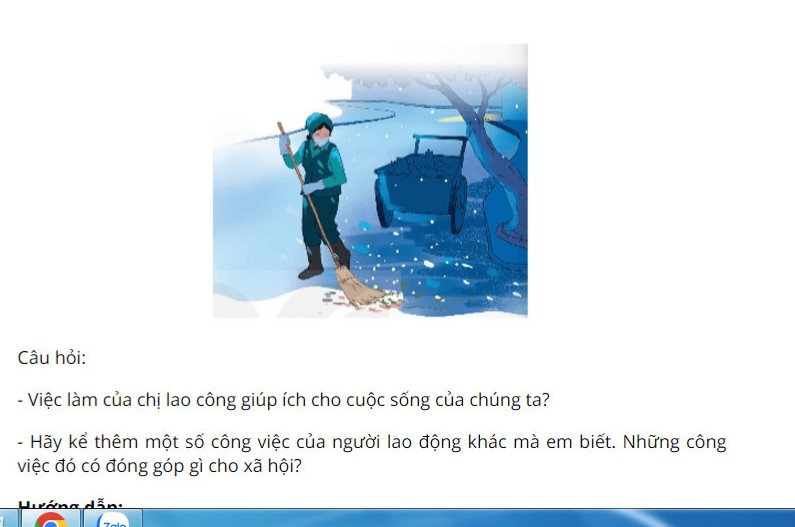 Câu hỏi:
- Việc làm của chị lao công giúp ích cho cuộc sống của chúng ta?
- Hãy kể thêm một số công việc của người lao động khác mà em biết. Những công
việc đó có đóng góp gì cho xã hội?
Hướng dẫn:
Zalo